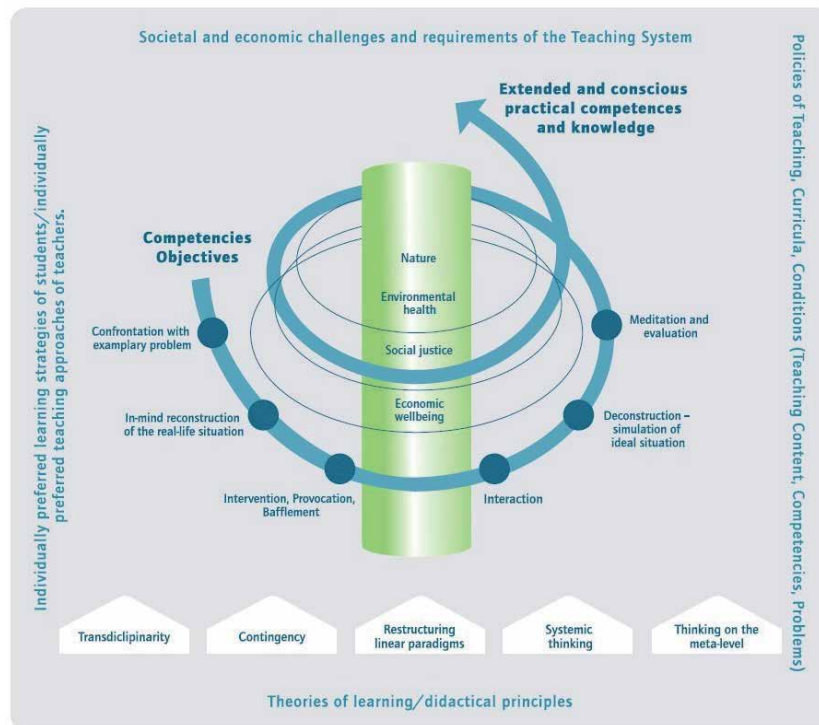 Societal and economic challenges and requirements of the Teaching System
Extended and conscious
practical competences
and knowledge
Policies of Teaching, Curricula, Conditions (Teaching Content, Competencies, Problems)
Individually preferred learning strategies of students/individually
preferred teaching approaches of teachers.
Competencies
Objectives
Nature
Environmental
health
Social justice
Economic
wellbeing
Confrontation with
examplary problem
In-mind reconstruction
of the real-life situation
Intervention, Provocation,
Bafflement
Interaction
Deconstruction –
simulation of
ideal situation
Meditation and
evaluation
Transdiclipinarity
Contingency
Restructuring
linear paradigms
Systemic
thinking
Thinking on the
meta-level
Theories of learning/didactical principles